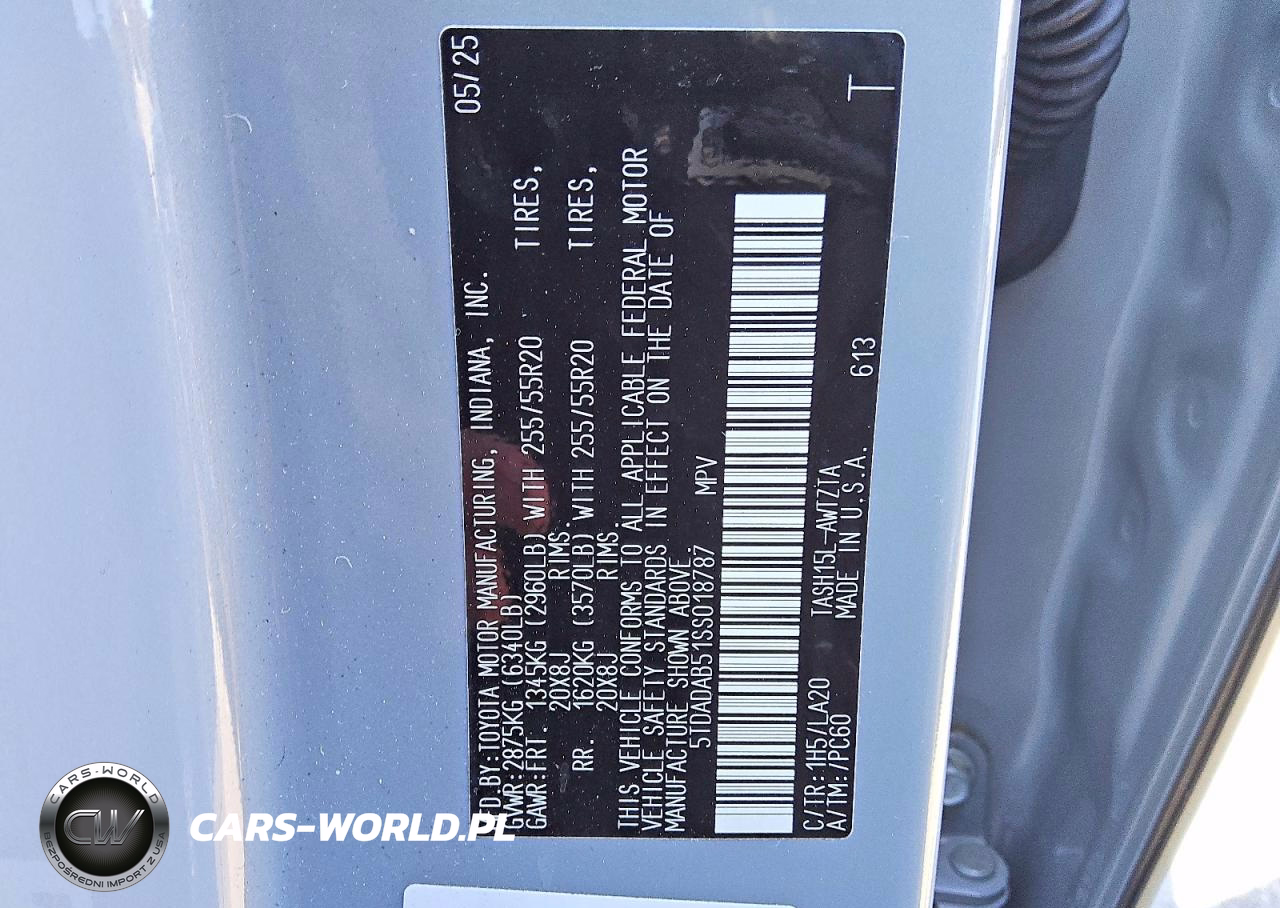 MFD.BY:TOYOTA MOTOR MANUFACTURING, INDIANA, INC. 05/25
GVWR:2875KG (6340LB)
GAWR:FRT. 1345KG (2960LB) WITH 255/55R20 TIRES,
20X8J RIMS.
RR. 1620KG (3570LB) WITH 255/55R20 TIRES,
20X8J RIMS.
THIS VEHICLE CONFORMS TO ALL APPLICABLE FEDERAL MOTOR
VEHICLE SAFETY STANDARDS IN EFFECT ON THE DATE OF
MANUFACTURE SHOWN ABOVE.
5TDADAB51SS018787 MPV
C/TR:1H5/LA20 TASH15L-AWTZTA 613 T
A/TM:/PC60 MADE IN U.S.A.
CARS-WORLD
CW
BEZPOŚREDNI IMPORT Z USA
CARS-WORLD.PL